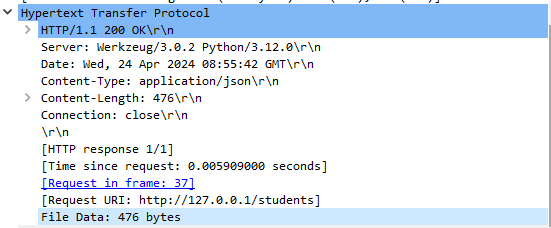 Hypertext Transfer Protocol
HTTP/1.1 200 OK\r\n
Server: Werkzeug/3.0.2 Python/3.12.0\r\n
Date: Wed, 24 Apr 2024 08:55:42 GMT\r\n
Content-Type: application/json\r\n
Content-Length: 476\r\n
Connection: close\r\n
\r\n
[HTTP response 1/1]
[Time since request: 0.005909000 seconds]
[Request in frame: 37]
[Request URI: http://127.0.0.1/students]
File Data: 476 bytes